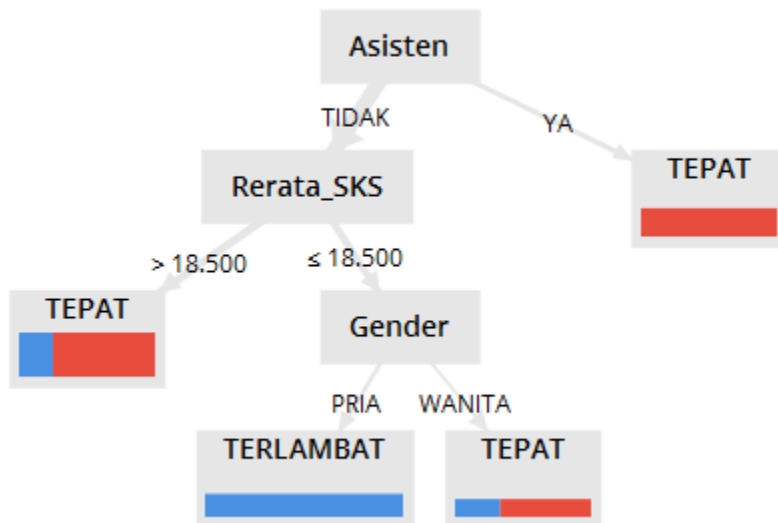 Asisten
TIDAK
YA
Rerata_SKS
TEPAT
> 18.500
≤ 18.500
TEPAT
Gender
PRIA
WANITA
TERLAMBAT
TEPAT